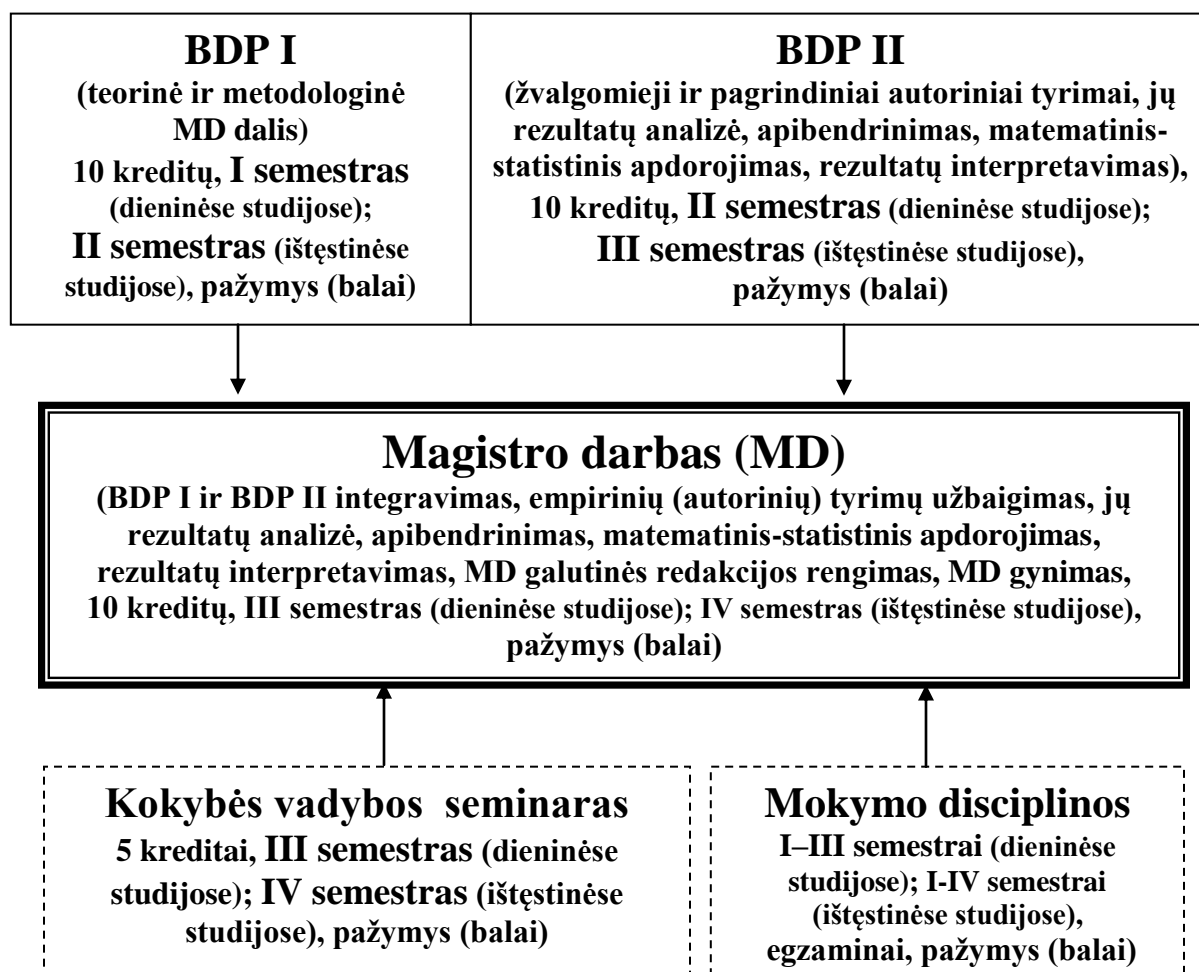 BDP I
(teorinė ir metodologinė
MD dalis)
10 kreditų, I semestras
(dieninėse studijose);
II semestras (ištęstinėse
studijose), pažymys (balai)
BDP II
(žvalgomieji ir pagrindiniai autoriniai tyrimai, jų
rezultatų analizė, apibendrinimas, matematinis-
statistinis apdorojimas, rezultatų interpretavimas),
10 kreditų, II semestras (dieninėse studijose);
III semestras (ištęstinėse studijose),
pažymys (balai)
Magistro darbas (MD)
(BDP I ir BDP II integravimas, empirinių (autorinių) tyrimų užbaigimas, jų
rezultatų analizė, apibendrinimas, matematinis-statistinis apdorojimas,
rezultatų interpretavimas, MD galutinės redakcijos rengimas, MD gynimas,
10 kreditų, III semestras (dieninėse studijose); IV semestras (ištęstinėse studijose),
pažymys (balai)
Kokybės vadybos seminaras
5 kreditai, III semestras (dieninėse
studijose); IV semestras (ištęstinėse
studijose), pažymys (balai)
Mokymo disciplinos
I–III semestrai (dieninėse
studijose); I-IV semestrai
(ištęstinėse studijose),
egzaminai, pažymys (balai)